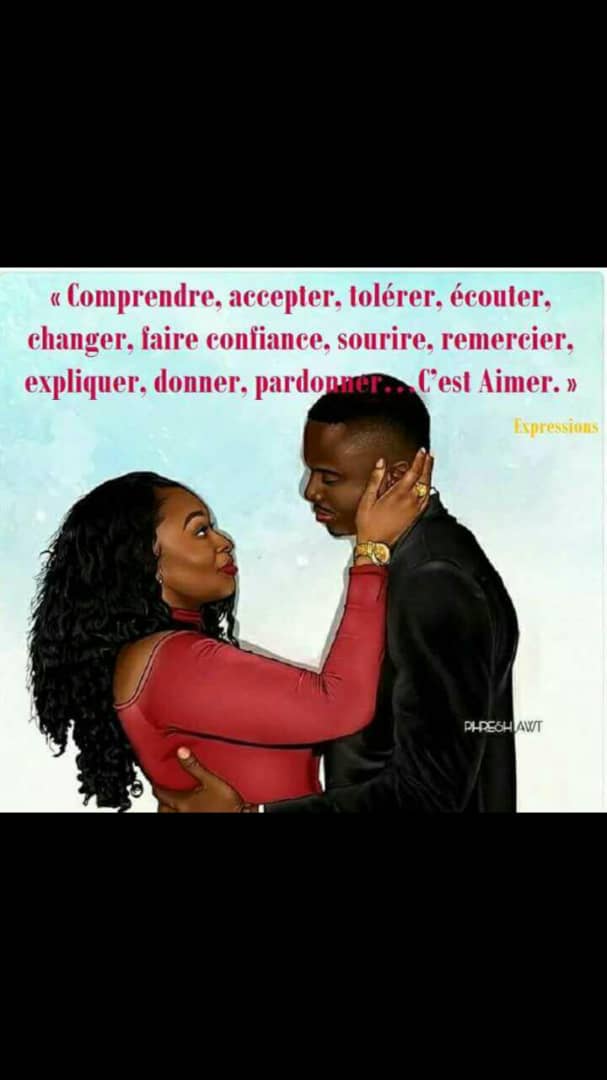 « Comprendre, accepter, tolérer, écouter,
changer, faire confiance, sourire, remercier,
expliquer, donner, pardonner...C’est Aimer. »
Expressions
PHRESH AWT